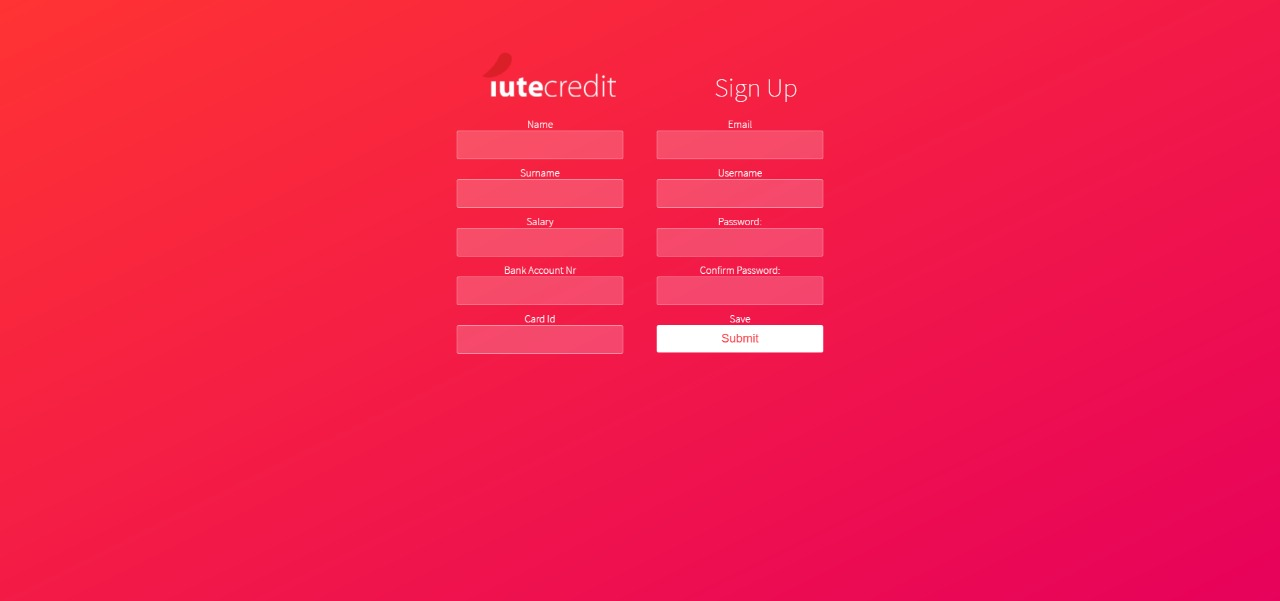 iutecredit
Sign Up
Name
Email
Surname
Username
Salary
Password:
Bank Account Nr
Confirm Password:
Card Id
Save
Submit